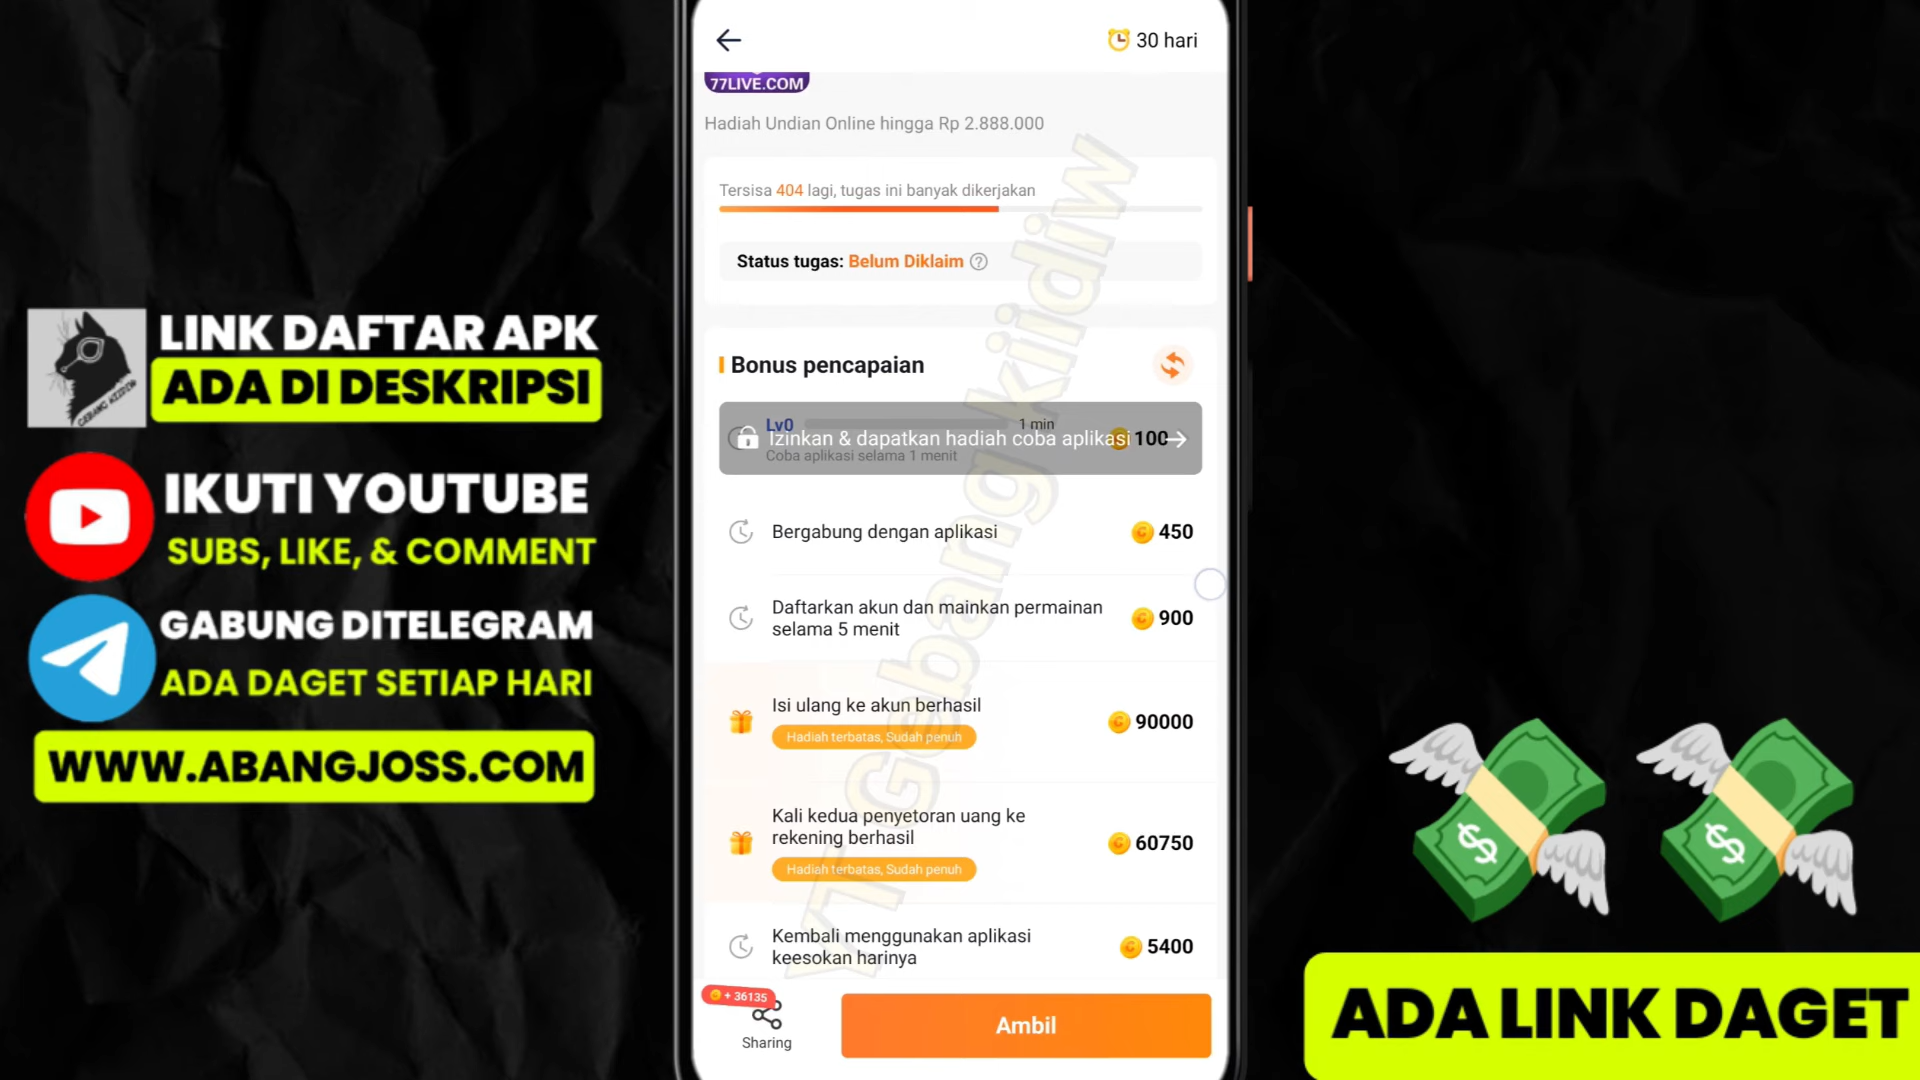 LINK DAFTAR APK
ADA DI DESKRIPSI
GEBANG KIIDIW
IKUTI YOUTUBE
SUBS, LIKE, & COMMENT
GABUNG DITELEGRAM
ADA DAGET SETIAP HARI
WWW.ABANGJOSS.COM
30 hari
77LIVE.COM
Hadiah Undian Online hingga Rp 2.888.000
Tersisa 404 lagi, tugas ini banyak dikerjakan
Status tugas: Belum Diklaim ?
Bonus pencapaian
Lv0
1 min
Izinkan & dapatkan hadiah coba aplikasi 100
Coba aplikasi selama 1 menit
Bergabung dengan aplikasi 450
Daftarkan akun dan mainkan permainan
selama 5 menit
900
Isi ulang ke akun berhasil
Hadiah terbatas, Sudah penuh
90000
Kali kedua penyetoran uang ke
rekening berhasil
Hadiah terbatas, Sudah penuh
60750
Kembali menggunakan aplikasi
keesokan harinya
5400
+ 36135
Sharing
Ambil
YT Gebang kiidiw
ADA LINK DAGET